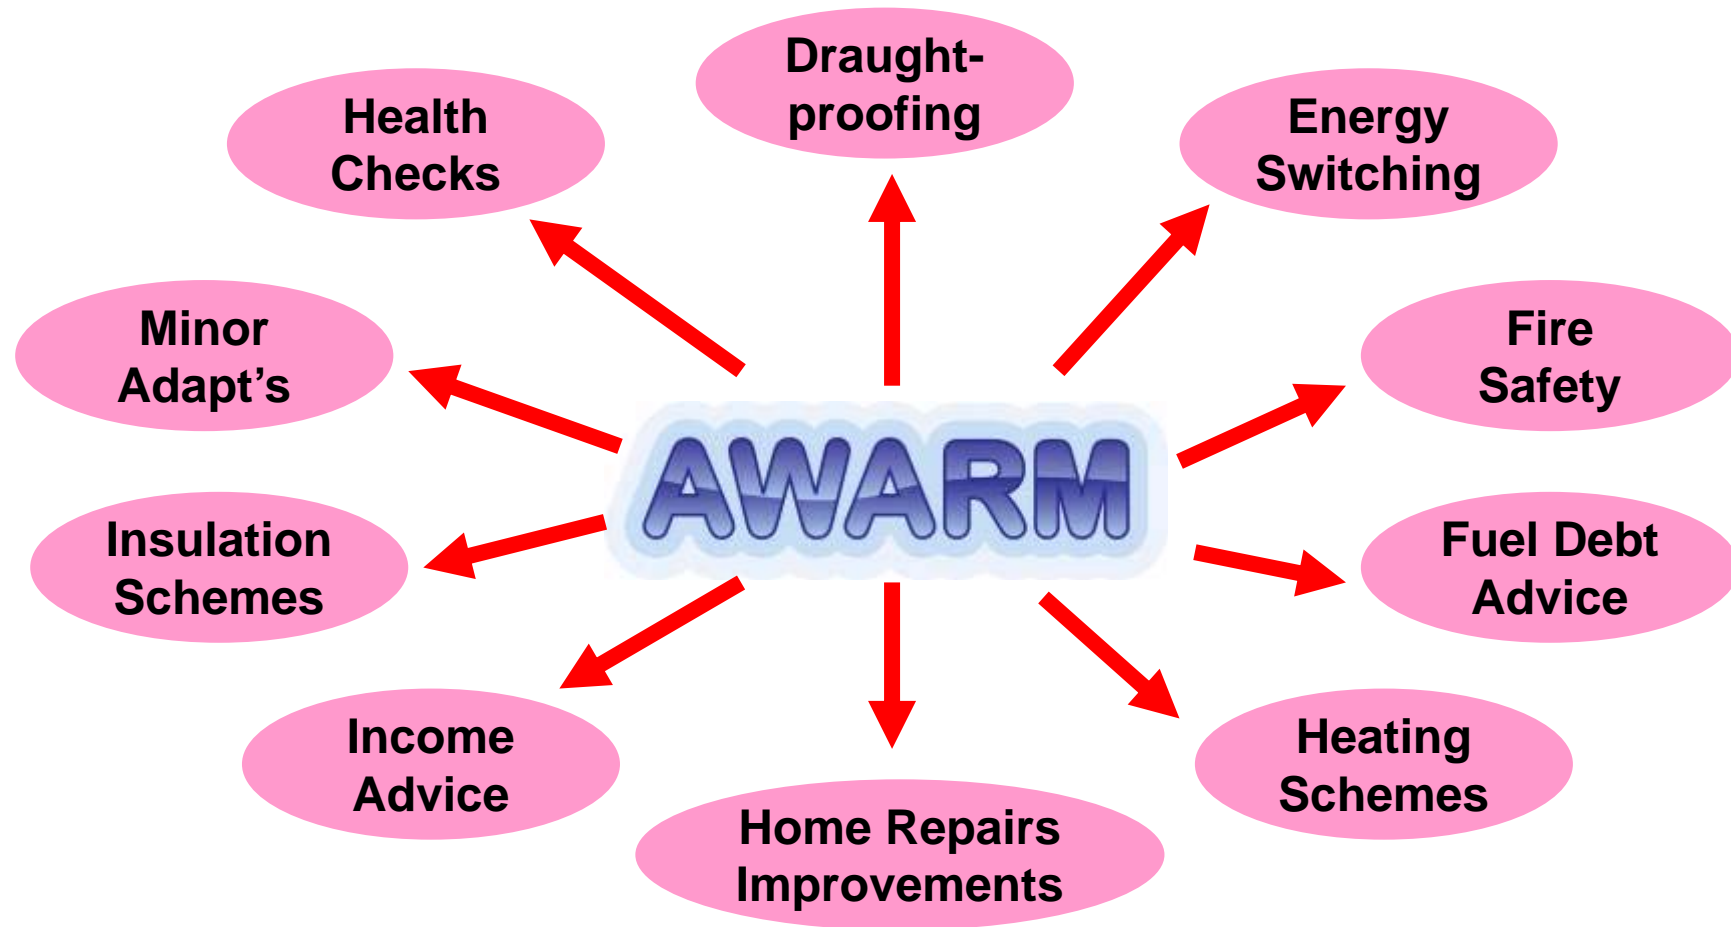 Draught-
proofing
Health
Checks
Energy
Switching
Minor
Adapt's
Fire
Safety
AWARM
Insulation
Schemes
Fuel Debt
Advice
Income
Advice
Heating
Schemes
Home Repairs
Improvements